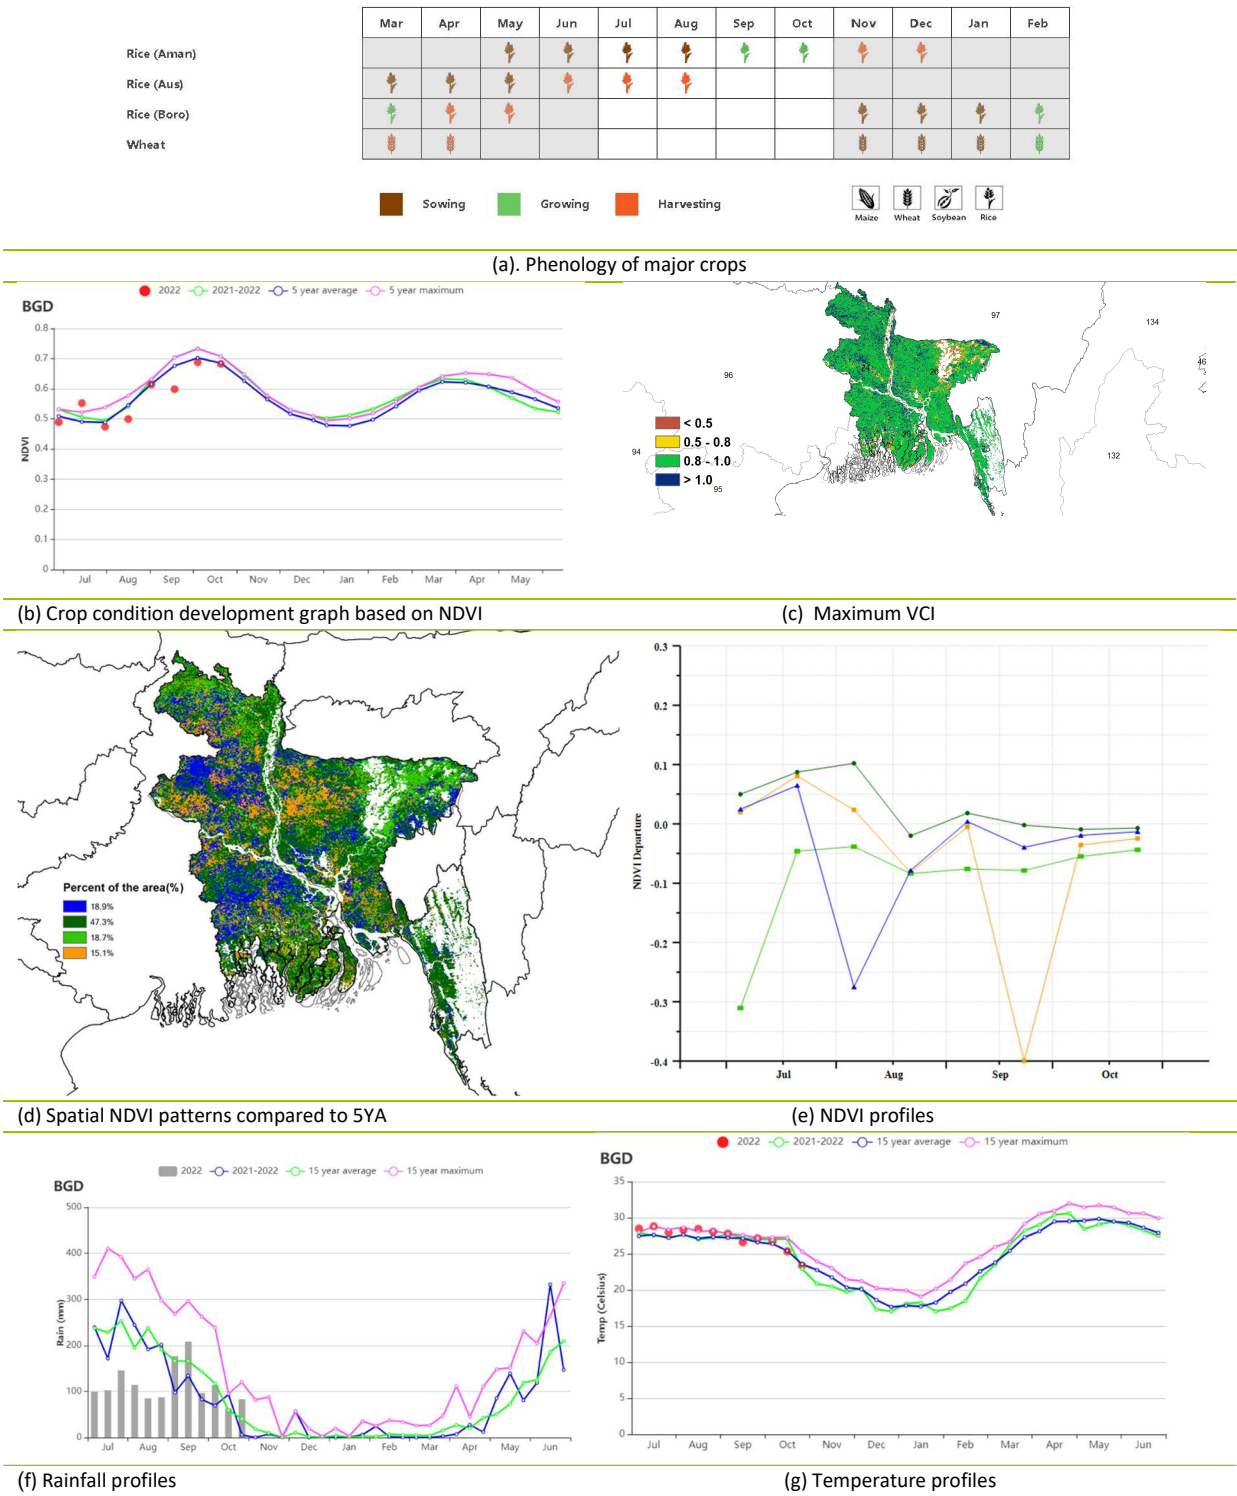 Mar Apr May Jun Jul Aug Sep Oct Nov Dec Jan Feb
Rice (Aman)
Rice (Aus)
Rice (Boro)
Wheat
Sowing Growing Harvesting
Maize Wheat Soybean Rice
(a). Phenology of major crops
2022 2021-2022 5 year average 5 year maximum
BGD
0.8
0.7
0.6
0.5
0.4
0.3
0.2
0.1
0
NDVI
Jul Aug Sep Oct Nov Dec Jan Feb Mar Apr May
97
134
46
96
24
26
94
132
95
< 0.5
0.5 - 0.8
0.8 - 1.0
> 1.0
(b) Crop condition development graph based on NDVI
(c) Maximum VCI
Percent of the area(%)
18.9%
47.3%
18.7%
15.1%
0.3
0.2
0.1
0.0
-0.1
-0.2
-0.3
-0.4
NDVI Departure
Jul Aug Sep Oct
(d) Spatial NDVI patterns compared to 5YA
(e) NDVI profiles
2022 2021-2022 15 year average 15 year maximum
BGD
500
400
300
200
100
0
Rain (mm)
Jul Aug Sep Oct Nov Dec Jan Feb Mar Apr May Jun
2022 2021-2022 15 year average 15 year maximum
BGD
35
30
25
20
15
10
5
0
Temp (Celsius)
Jul Aug Sep Oct Nov Dec Jan Feb Mar Apr May Jun
(f) Rainfall profiles
(g) Temperature profiles